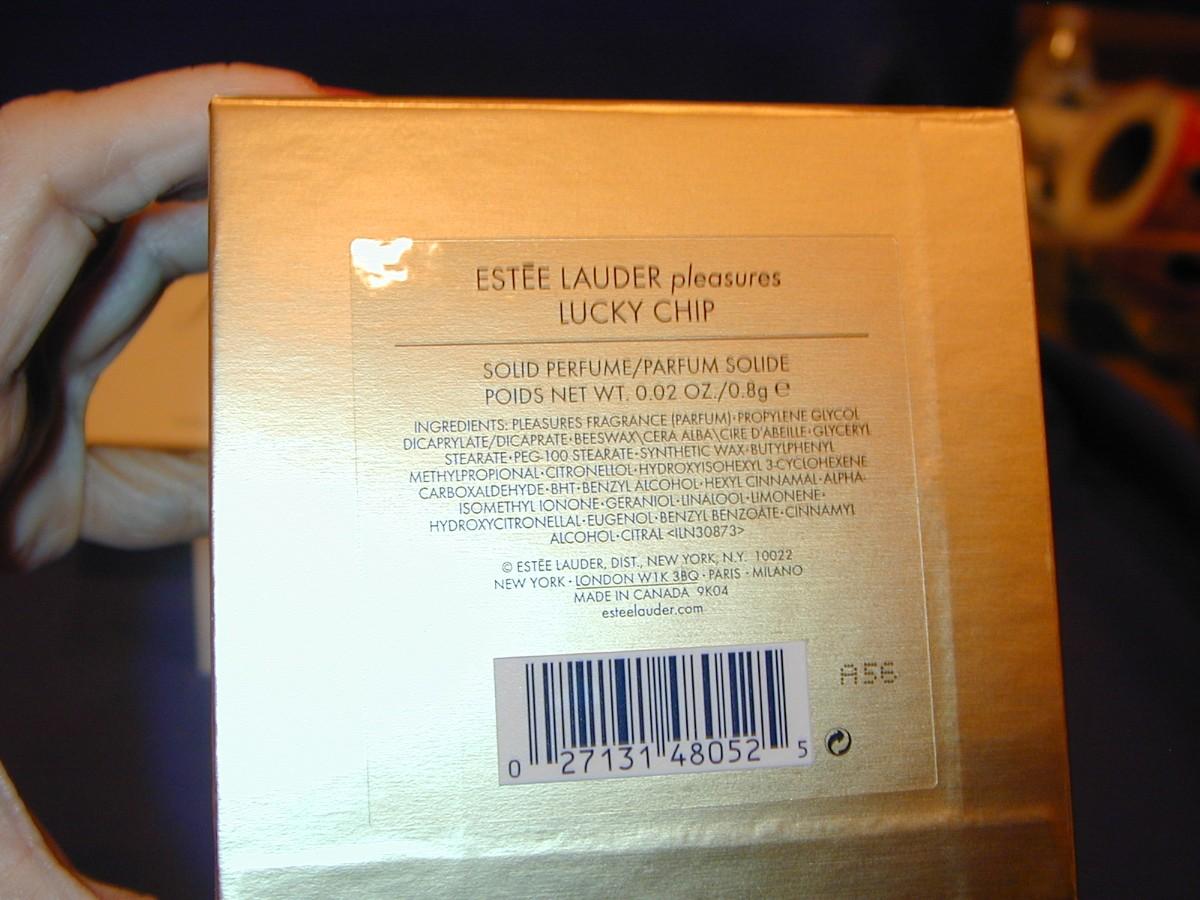 ESTĒE LAUDER pleasures
LUCKY CHIP
SOLID PERFUME/PARFUM SOLIDE
POIDS NET WT. 0.02 OZ./0.8g ℮
INGREDIENTS: PLEASURES FRAGRANCE (PARFUM)•PROPYLENE GLYCOL
DICAPRYLATE/DICAPRATE•BEESWAX\CERA ALBA\CIRE D'ABEILLE•GLYCERYL
STEARATE•PEG-100 STEARATE•SYNTHETIC WAX•BUTYLPHENYL
METHYLPROPIONAL•CITRONELLOL•HYDROXYISOHEXYL 3-CYCLOHEXENE
CARBOXALDEHYDE•BHT•BENZYL ALCOHOL•HEXYL CINNAMAL•ALPHA-
ISOMETHYL IONONE•GERANIOL•LINALOOL•LIMONENE•
HYDROXYCITRONELLAL•EUGENOL•BENZYL BENZOATE•CINNAMYL
ALCOHOL•CITRAL <ILN30873>
© ESTĒE LAUDER, DIST., NEW YORK, N.Y. 10022
NEW YORK • LONDON W1K 3BQ • PARIS • MILANO
MADE IN CANADA 9K04
esteelauder.com
A56
0 27131 48052 5